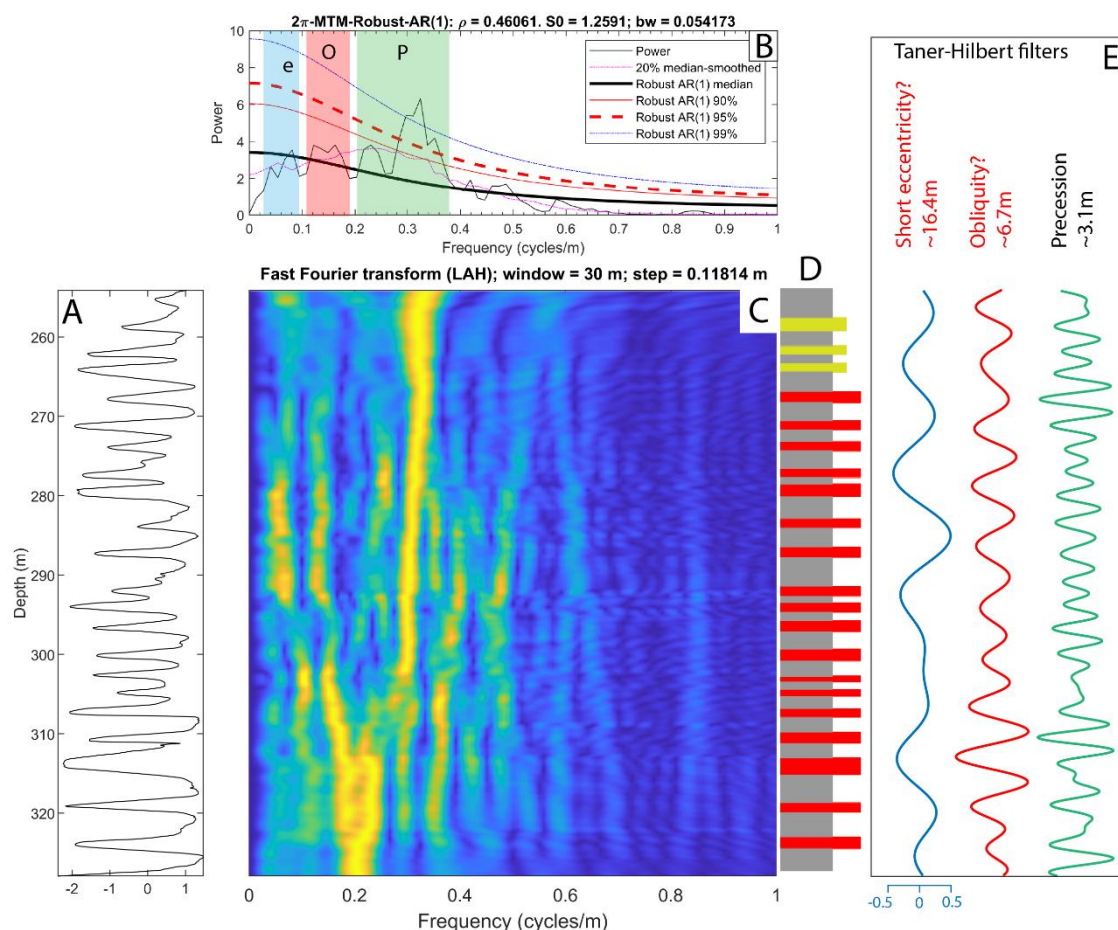 2π-MTM-Robust-AR(1): ρ = 0.46061. S0 = 1.2591; bw = 0.054173
B
e
O
P
Power
20% median-smoothed
Robust AR(1) median
Robust AR(1) 90%
Robust AR(1) 95%
Robust AR(1) 99%
Power
10
8
6
4
2
0
0 0.1 0.2 0.3 0.4 0.5 0.6 0.7 0.8 0.9 1
Frequency (cycles/m)
E
Taner-Hilbert filters
Short eccentricity?
~16.4m
Obliquity?
~6.7m
Precession
~3.1m
-0.5 0 0.5
Fast Fourier transform (LAH); window = 30 m; step = 0.11814 m
A
C
D
Depth (m)
260
270
280
290
300
310
320
-2 -1 0 1
0 0.2 0.4 0.6 0.8 1
Frequency (cycles/m)